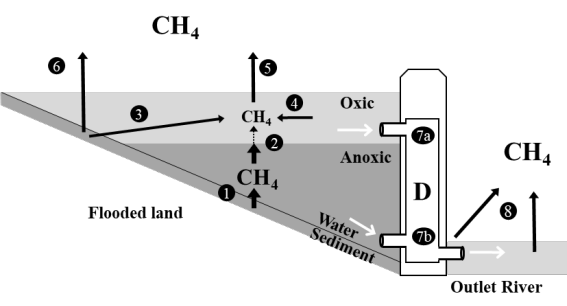 CH₄
6
5
3
4
Oxic
CH₄
7a
2
Anoxic
CH₄
CH₄
1
D
Flooded land
8
Water
7b
Sediment
Outlet River